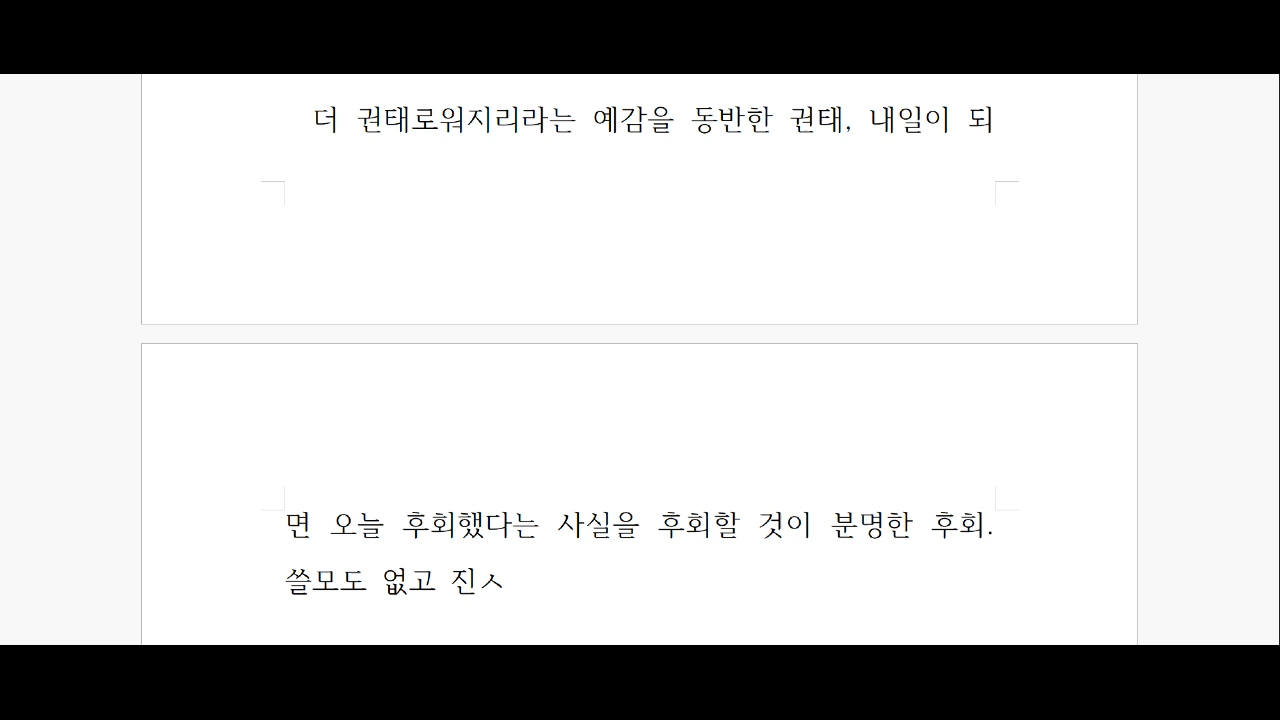 더 권태로워지리라는 예감을 동반한 권태, 내일이 되
면 오늘 후회했다는 사실을 후회할 것이 분명한 후회.
쓸모도 없고 진ㅅ